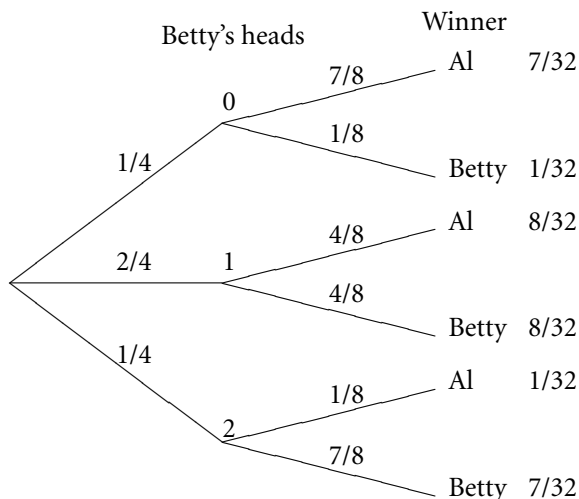 Winner
Betty's heads
Al 7/32
7/8
0
1/8
1/4
Betty 1/32
Al 8/32
4/8
2/4 1
4/8
Betty 8/32
1/4
Al 1/32
1/8
2
7/8
Betty 7/32